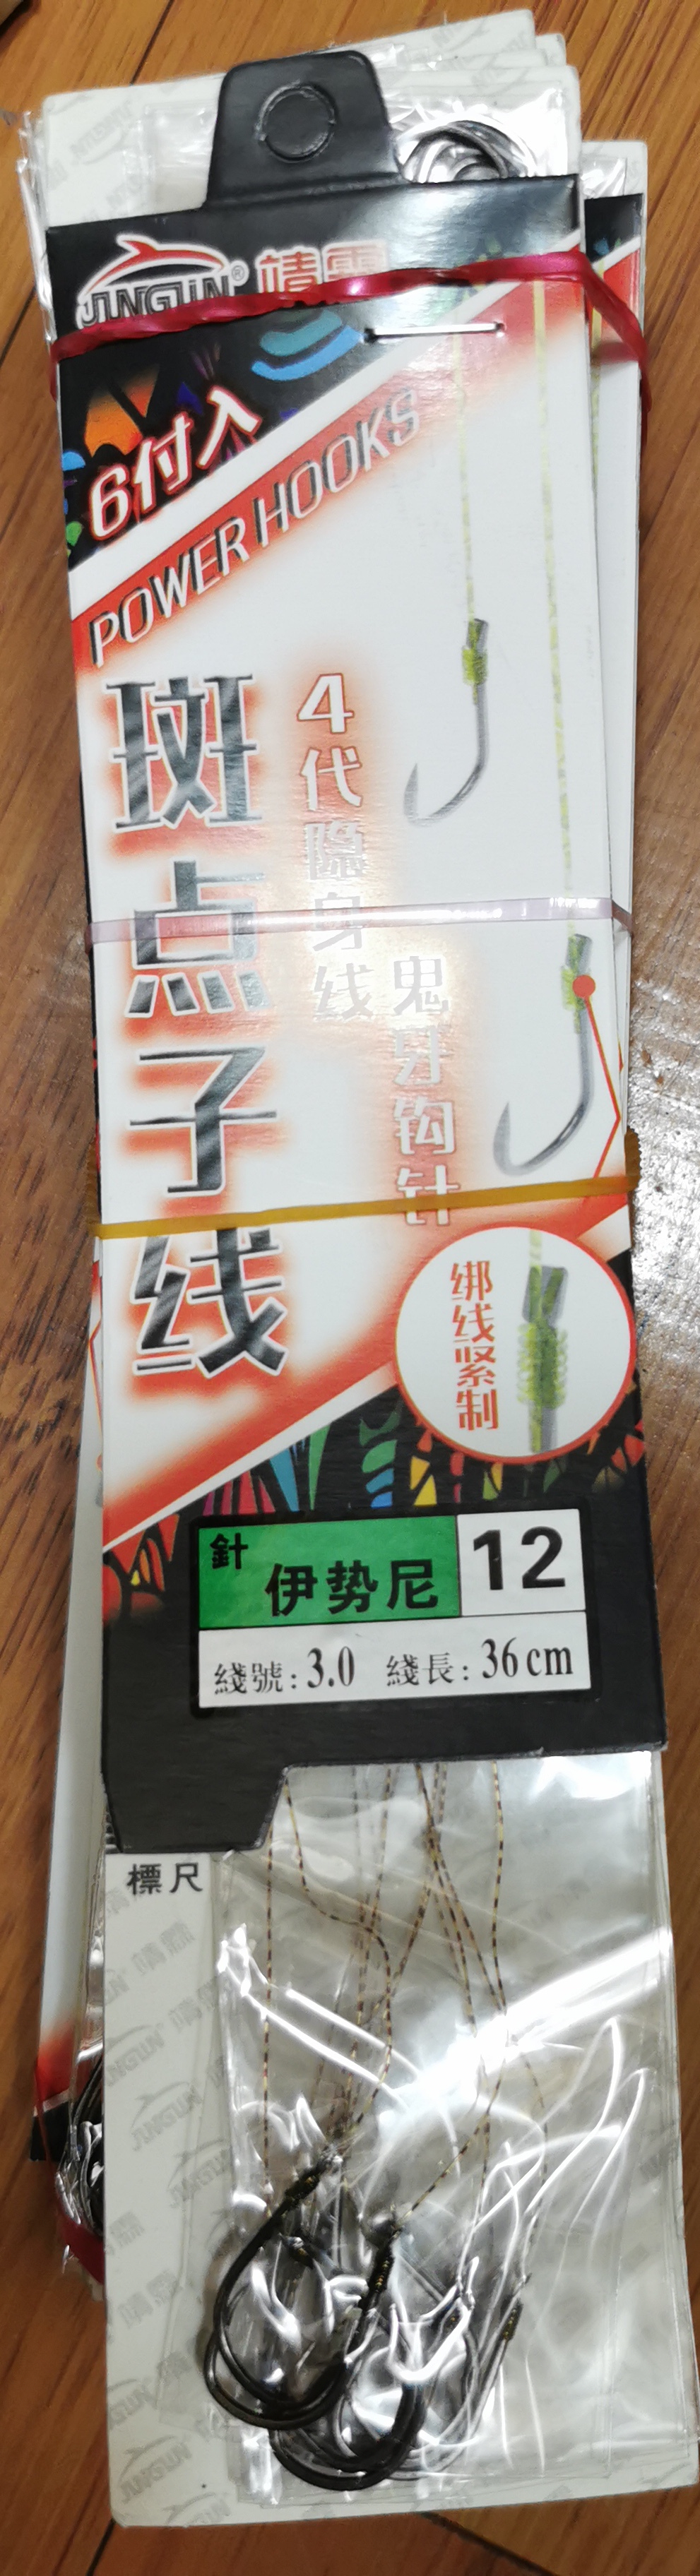 JINGLIN® 靖霖
6付入
POWER HOOKS
斑点子线
4代隐身线
鬼牙钩针
绑线紧制
針
伊势尼
12
綫號:3.0 綫長:36cm
標尺